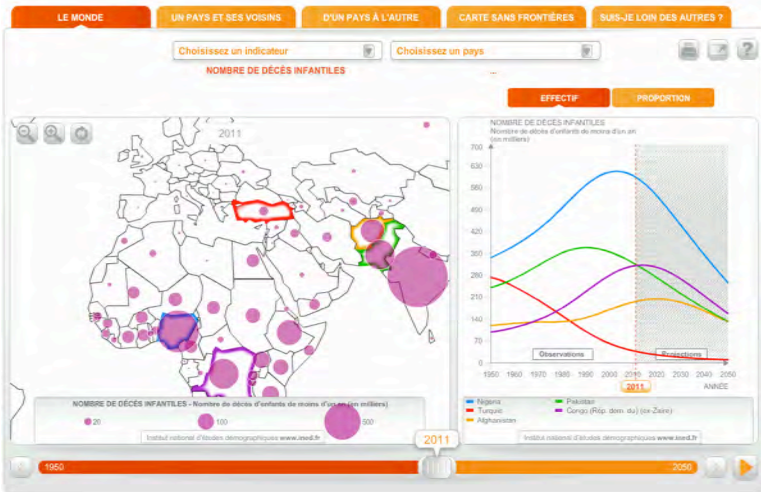 LE MONDE
UN PAYS ET SES VOISINS
D'UN PAYS À L'AUTRE
CARTE SANS FRONTIÈRES
SUIS-JE LOIN DES AUTRES ?
Choisissez un indicateur
Choisissez un pays
NOMBRE DE DÉCÈS INFANTILES
...
EFFECTIF
PROPORTION
2011
NOMBRE DE DÉCÈS INFANTILES
Nombre de décès d'enfants de moins d'un an
(en milliers)
700
630
560
490
420
350
280
210
140
70
0
Observations
Projections
1950 1960 1970 1980 1990 2000 2010 2020 2030 2040 2050
2011
ANNÉE
Nigeria
Pakistan
Turquie
Congo (Rép. dem. du) (ex-Zaïre)
Afghanistan
Institut national d'études démographiques www.ined.fr
NOMBRE DE DÉCÈS INFANTILES - Nombre de décès d'enfants de moins d'un an (en milliers)
20
100
500
Institut national d'études démographiques www.ined.fr
2011
1950
2050